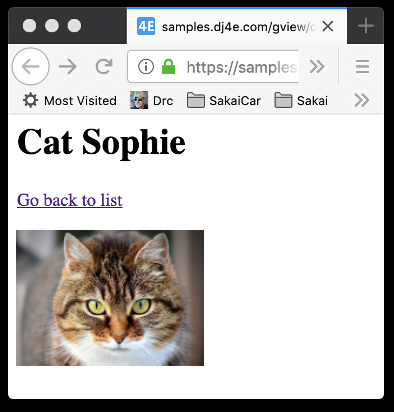 4E samples.dj4e.com/gview/
https://samples
Most Visited Drc SakaiCar Sakai
Cat Sophie
Go back to list